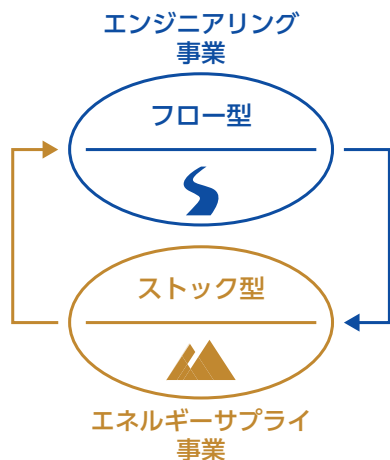 エンジニアリング
事業
フロー型
ストック型
エネルギーサプライ
事業